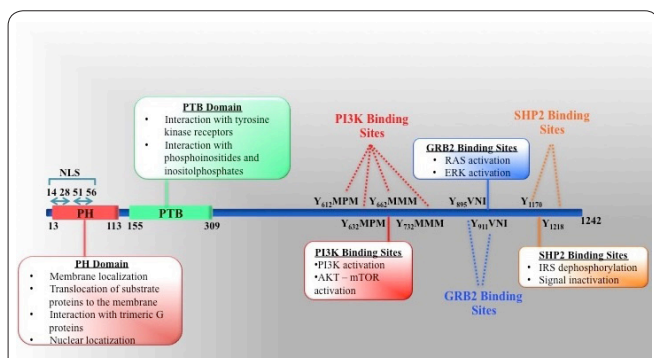 PTB Domain
• Interaction with tyrosine
kinase receptors
• Interaction with
phosphoinositides and
inositolphosphates
PI3K Binding
Sites
SHP2 Binding
Sites
GRB2 Binding Sites
• RAS activation
• ERK activation
NLS
14 28 51 56
Y612MPM Y662MMM Y895VNI Y1170
PH PTB 1242
13 113 155 309
Y632MPM Y732MMM Y911VNI Y1218
PH Domain
• Membrane localization
• Translocation of substrate
proteins to the membrane
• Interaction with trimeric G
proteins
• Nuclear localization
PI3K Binding Sites
•PI3K activation
•AKT – mTOR
activation
GRB2 Binding
Sites
SHP2 Binding Sites
• IRS dephosphorylation
• Signal inactivation